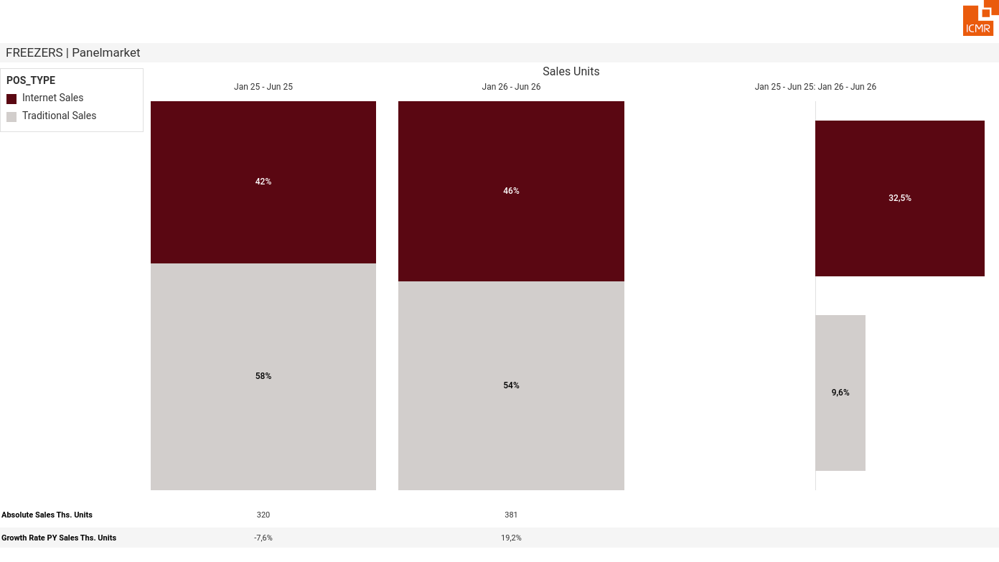 ICMR
FREEZERS | Panelmarket
POS_TYPE
Internet Sales
Traditional Sales
Sales Units
Jan 25 - Jun 25
Jan 26 - Jun 26
Jan 25 - Jun 25: Jan 26 - Jun 26
42%
46%
32,5%
58%
54%
9,6%
Absolute Sales Ths. Units 320 381
Growth Rate PY Sales Ths. Units -7,6% 19,2%